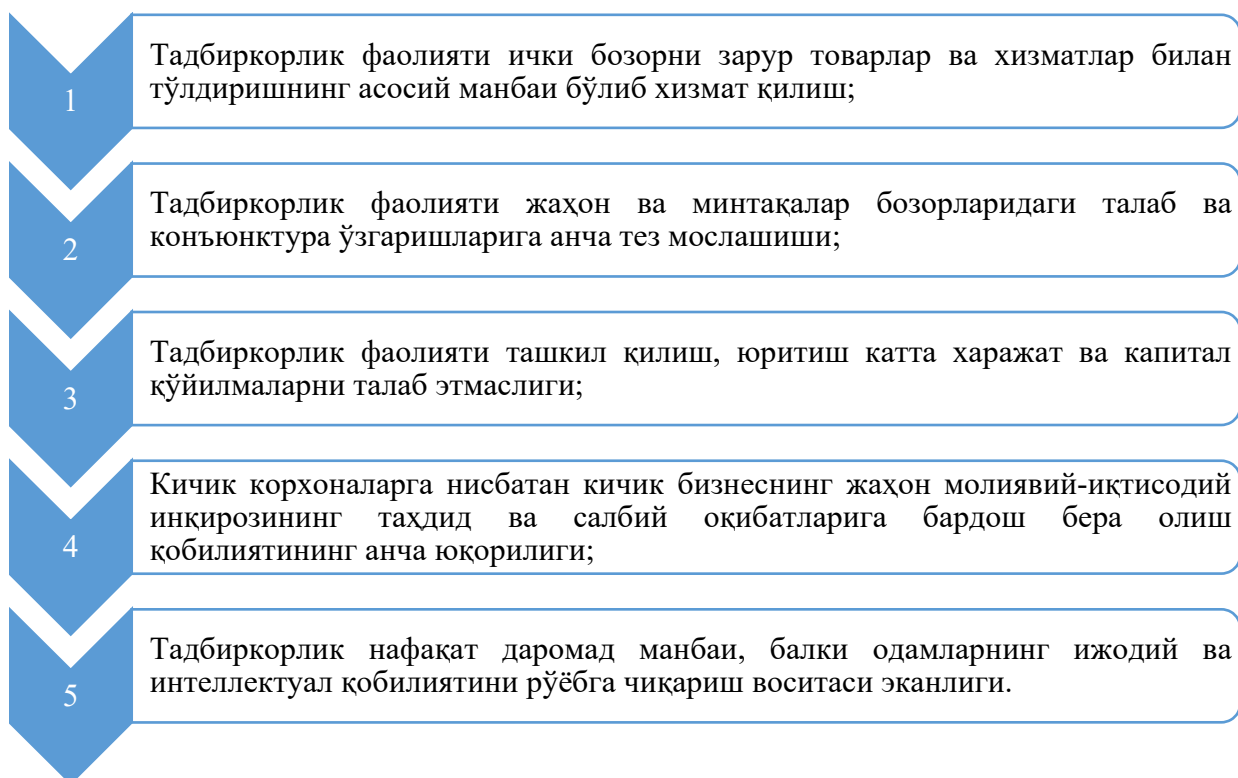 1
Тадбиркорлик фаолияти ички бозорни зарур товарлар ва хизматлар билан
тўлдиришнинг асосий манбаи бўлиб хизмат қилиш;
2
Тадбиркорлик фаолияти жаҳон ва минтақалар бозорларидаги талаб ва
конъюнктура ўзгаришларига анча тез мослашиши;
3
Тадбиркорлик фаолияти ташкил қилиш, юритиш катта харажат ва капитал
қўйилмаларни талаб этмаслиги;
4
Кичик корхоналарга нисбатан кичик бизнеснинг жаҳон молиявий-иқтисодий
инқирозининг таҳдид ва салбий оқибатларига бардош бера олиш
қобилиятининг анча юқорилиги;
5
Тадбиркорлик нафақат даромад манбаи, балки одамларнинг ижодий ва
интеллектуал қобилиятини рўёбга чиқариш воситаси эканлиги.